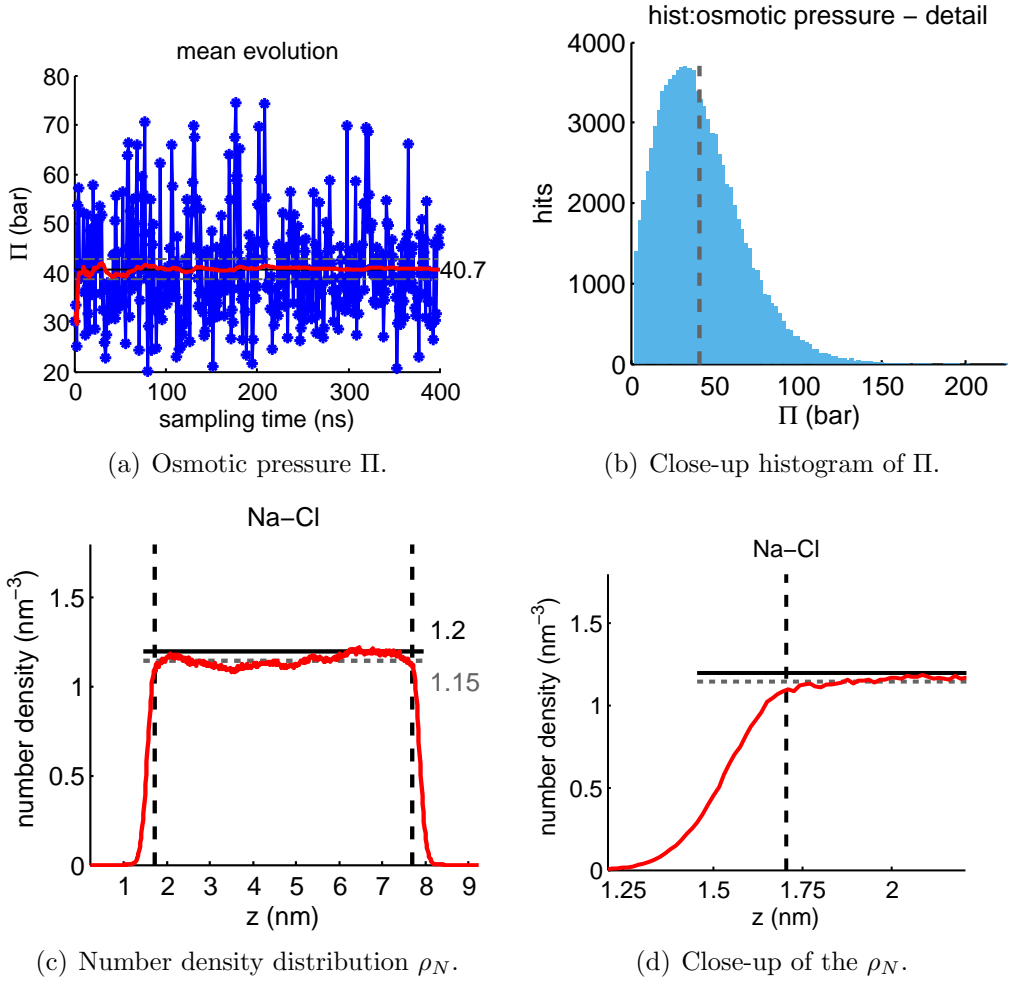 mean evolution
80
70
60
50
40
30
20
Π (bar)
40.7
0 100 200 300 400
sampling time (ns)
(a) Osmotic pressure Π.
hist:osmotic pressure − detail
4000
3000
2000
1000
0
hits
0 50 100 150 200
Π (bar)
(b) Close-up histogram of Π.
Na−Cl
1.5
1
0.5
0
number density (nm⁻³)
1.2
1.15
1 2 3 4 5 6 7 8 9
z (nm)
(c) Number density distribution ρ_N.
Na−Cl
1.5
1
0.5
0
number density (nm⁻³)
1.25 1.5 1.75 2
z (nm)
(d) Close-up of the ρ_N.